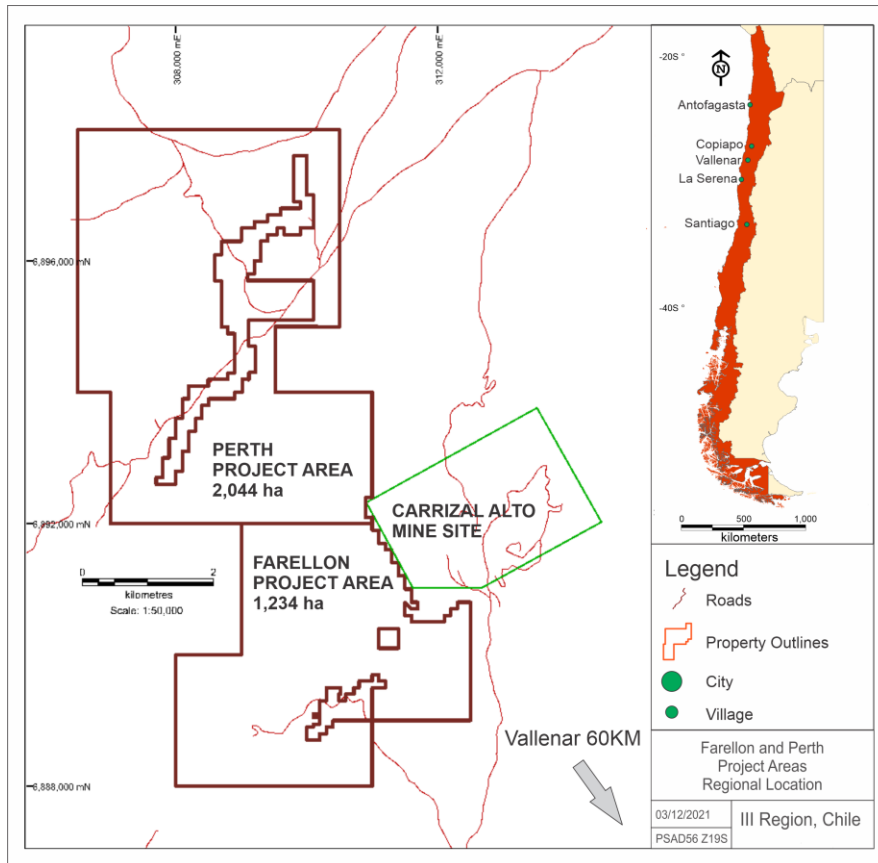 308,000 mE
312,000 mE
6,896,000 mN
6,892,000 mN
6,888,000 mN
PERTH
PROJECT AREA
2,044 ha
CARRIZAL ALTO
MINE SITE
FARELLON
PROJECT AREA
1,234 ha
0
2
kilometres
Scale: 1:50,000
Vallenar 60KM
-20S °
N
Antofagasta
Copiapo
Vallenar
La Serena
Santiago
-40S °
0 500 1,000
kilometers
Legend
Roads
Property Outlines
City
Village
Farellon and Perth
Project Areas
Regional Location
03/12/2021
PSAD56 Z19S
III Region, Chile